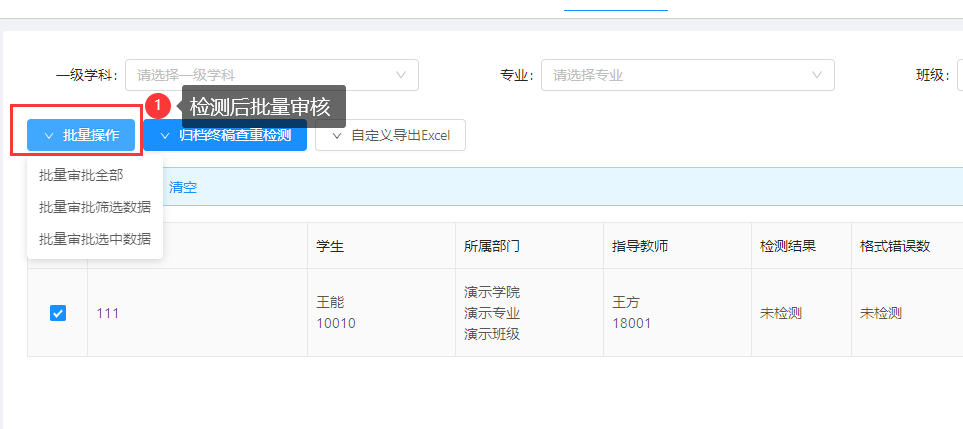 一级学科: 请选择一级学科 专业: 请选择专业 班级:
1 检测后批量审核
批量操作 归档终稿查重检测 自定义导出Excel
批量审批全部
清空
批量审批筛选数据
批量审批选中数据
学生 所属部门 指导教师 检测结果 格式错误数
111 王能 演示学院 王方 未检测 未检测
10010 演示专业 18001
演示班级